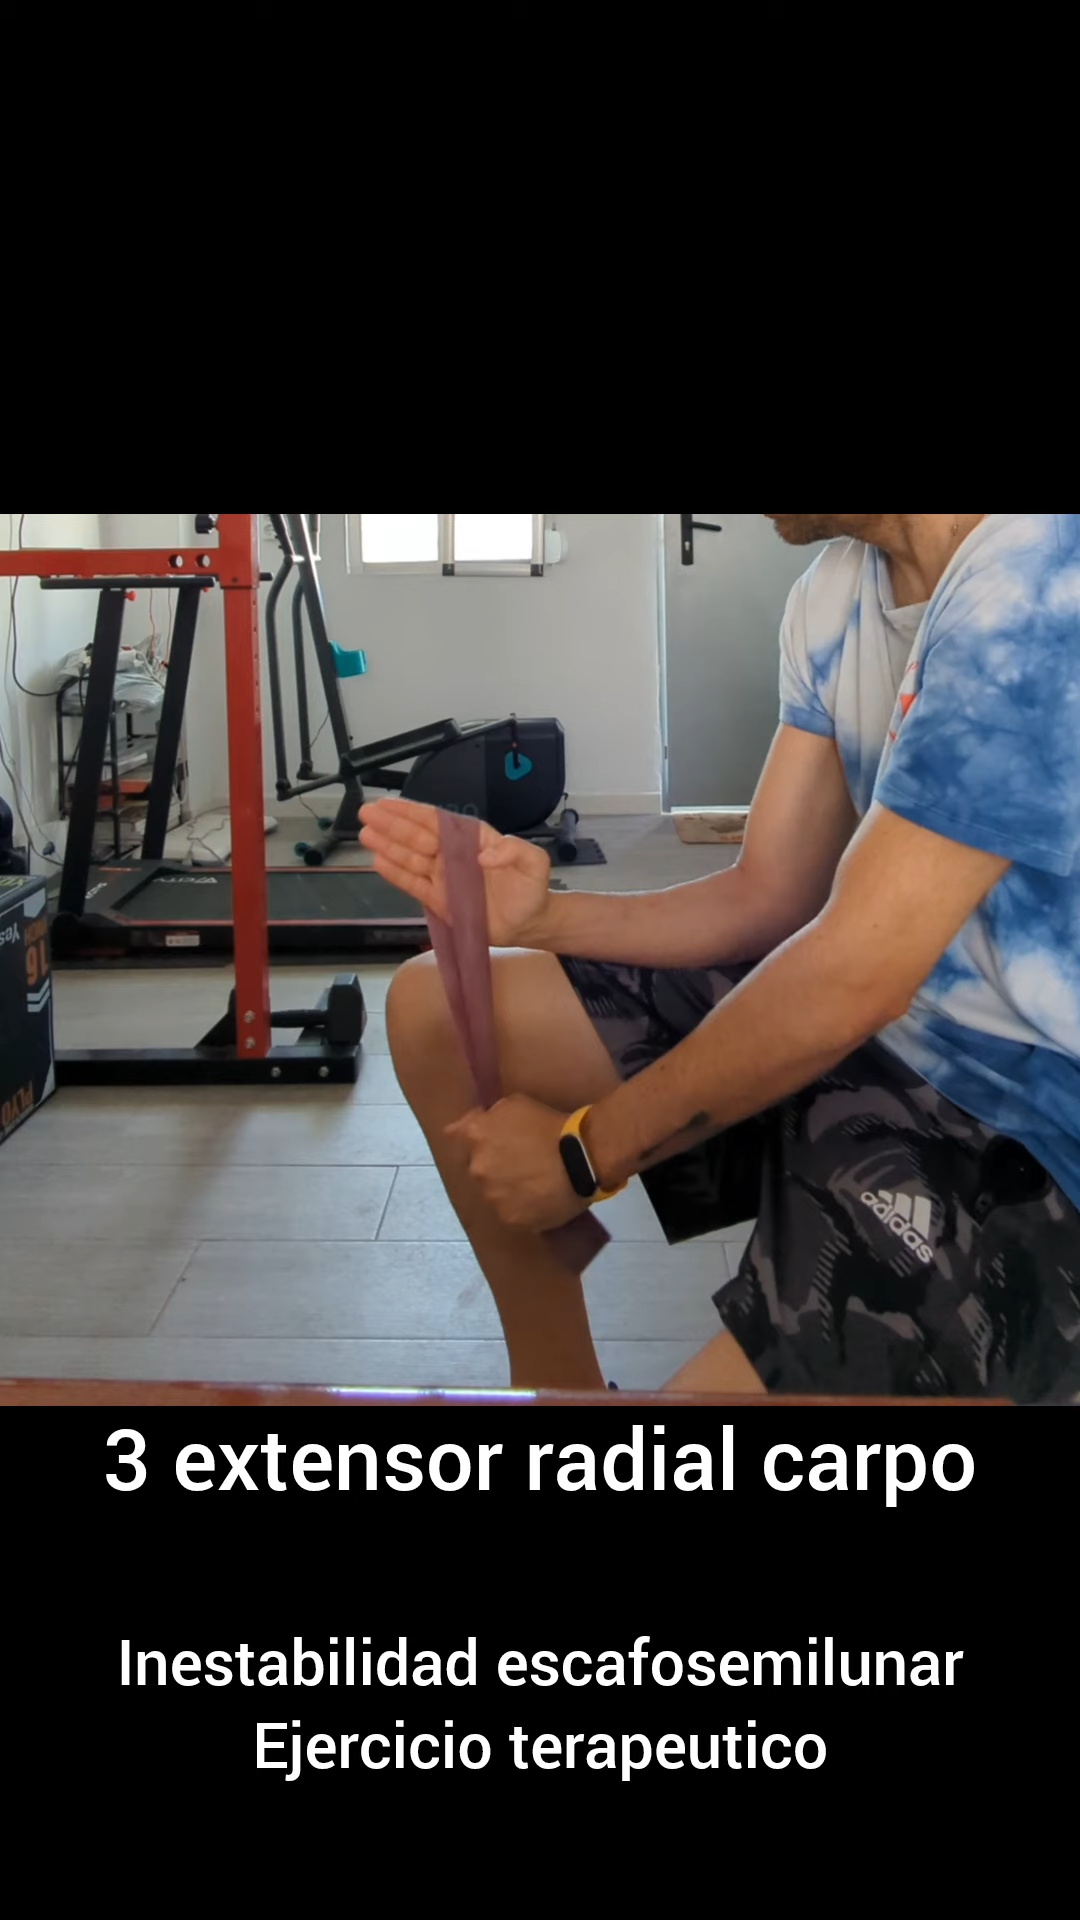 adidas
3 extensor radial carpo
Inestabilidad escafosemilunar
Ejercicio terapeutico